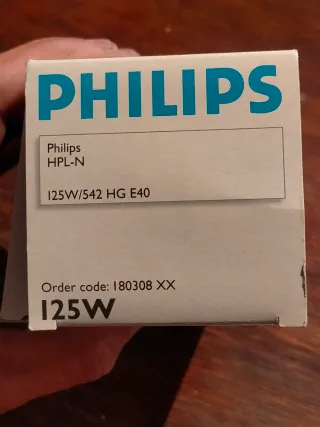 PHILIPS
Philips
HPL-N
125W/542 HG E40
Order code: 180308 XX
125W